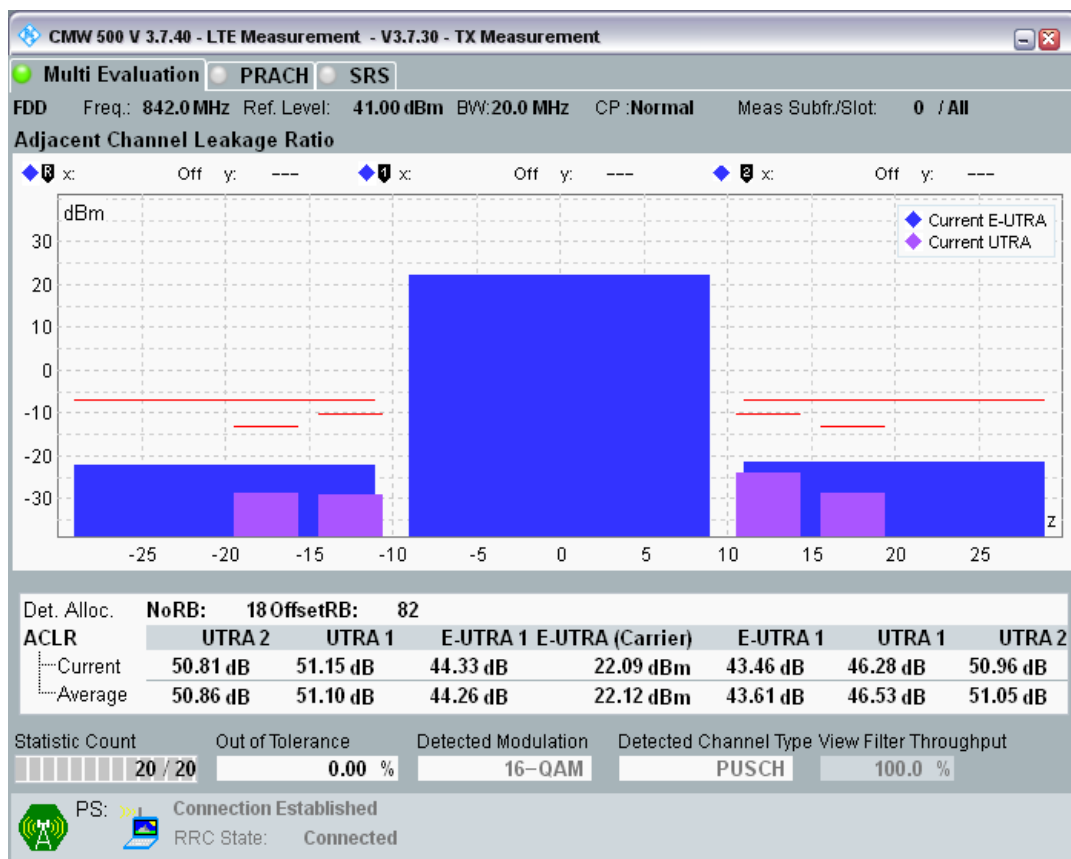 CMW 500 V 3.7.40 - LTE Measurement - V3.7.30 - TX Measurement
Multi Evaluation PRACH SRS
FDD Freq.: 842.0 MHz Ref. Level: 41.00 dBm BW:20.0 MHz CP :Normal Meas Subfr./Slot: 0 / All
Adjacent Channel Leakage Ratio
R x: Off y: --- 1 x: Off y: --- 2 x: Off y: ---
dBm
Current E-UTRA
Current UTRA
30
20
10
0
-10
-20
-30
z
-25 -20 -15 -10 -5 0 5 10 15 20 25
Det. Alloc. NoRB: 18 OffsetRB: 82
ACLR UTRA 2 UTRA 1 E-UTRA 1 E-UTRA (Carrier) E-UTRA 1 UTRA 1 UTRA 2
Current 50.81 dB 51.15 dB 44.33 dB 22.09 dBm 43.46 dB 46.28 dB 50.96 dB
Average 50.86 dB 51.10 dB 44.26 dB 22.12 dBm 43.61 dB 46.53 dB 51.05 dB
Statistic Count Out of Tolerance Detected Modulation Detected Channel Type View Filter Throughput
20 / 20 0.00 % 16-QAM PUSCH 100.0 %
PS: Connection Established
RRC State: Connected